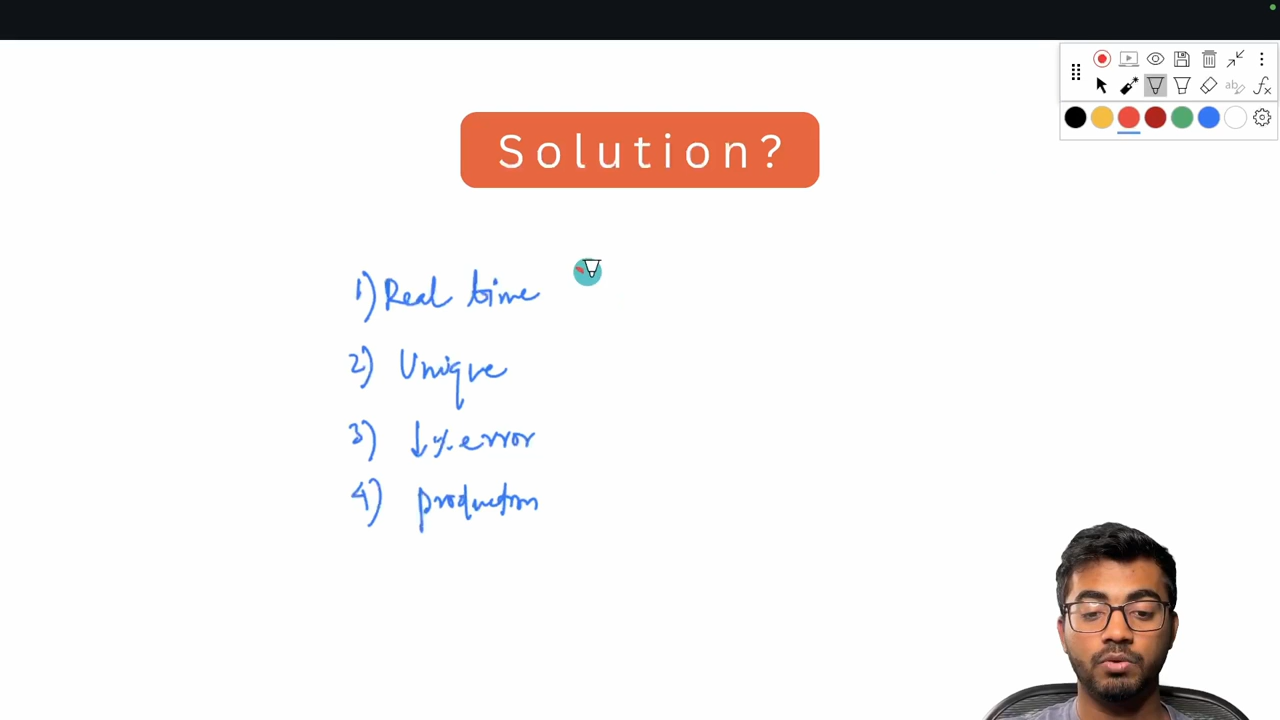 Solution?
1) Real time
2) Unique
3) ↓ %.error
4) production